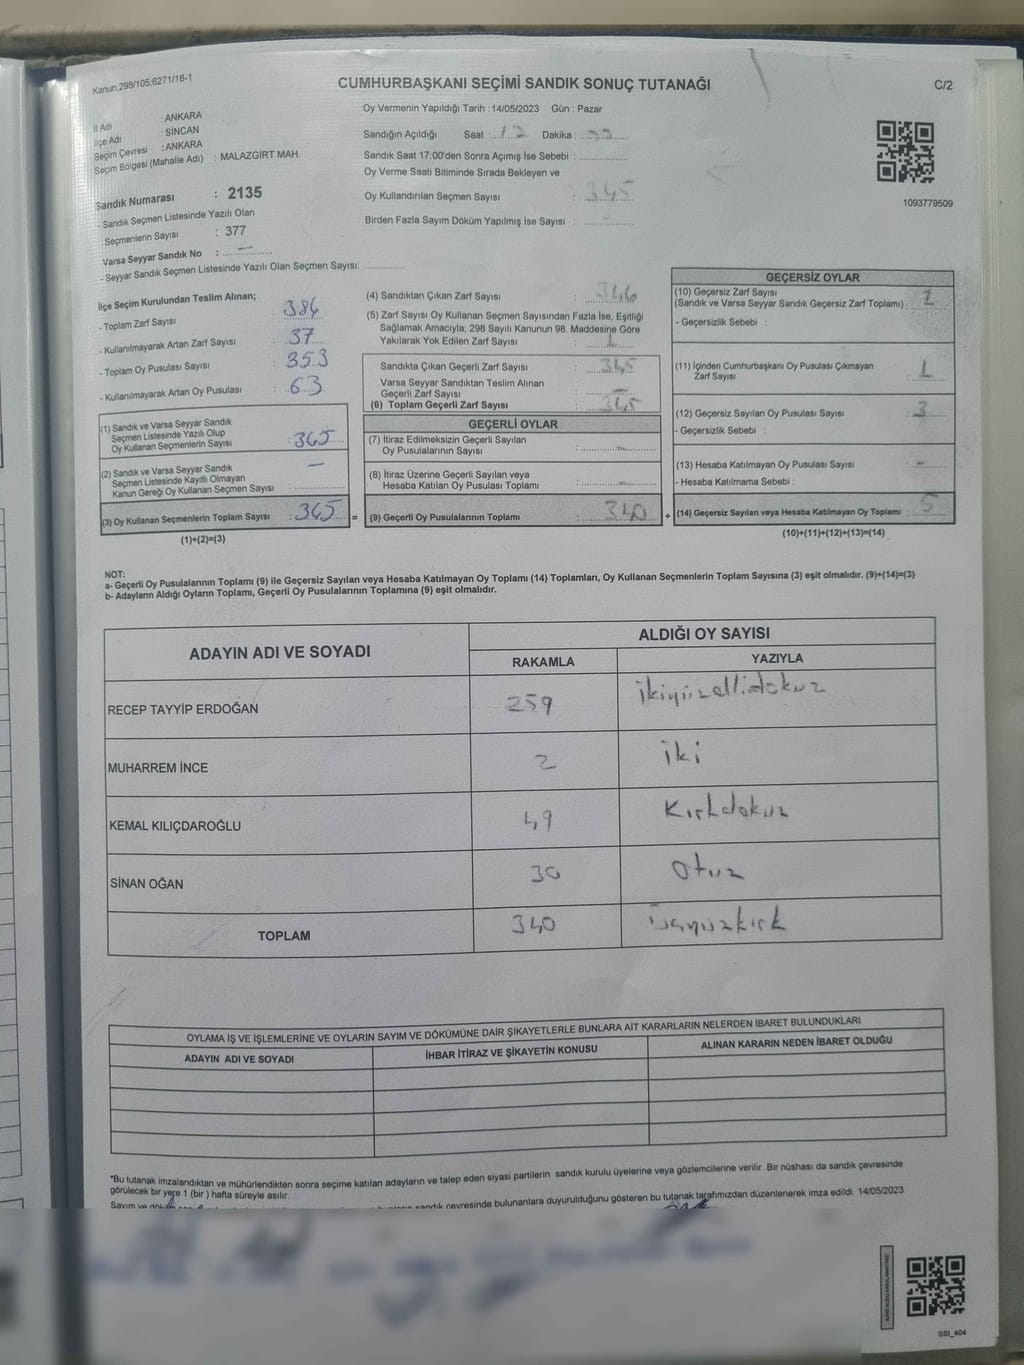 Kanun:298/105;6271/18-1
CUMHURBAŞKANI SEÇİMİ SANDIK SONUÇ TUTANAĞI
C/2
İl Adı : ANKARA
İlçe Adı : SİNCAN
Seçim Çevresi : ANKARA
Seçim Bölgesi (Mahalle Adı) : MALAZGİRT MAH.
Sandık Numarası : 2135
- Sandık Seçmen Listesinde Yazılı Olan
Seçmenlerin Sayısı : 377
Varsa Seyyar Sandık No : –
- Seyyar Sandık Seçmen Listesinde Yazılı Olan Seçmen Sayısı:
Oy Vermenin Yapıldığı Tarih :14/05/2023 Gün : Pazar
Sandığın Açıldığı Saat : Dakika :
Sandık Saat 17:00'den Sonra Açımış İse Sebebi :
Oy Verme Saati Bitiminde Sırada Bekleyen ve
Oy Kullandırılan Seçmen Sayısı : 345
Birden Fazla Sayım Döküm Yapılmış İse Sayısı :
1093779509
İlçe Seçim Kurulundan Teslim Alınan;
- Toplam Zarf Sayısı : 384
- Kullanılmayarak Artan Zarf Sayısı : 37
- Toplam Oy Pusulası Sayısı : 353
- Kullanılmayarak Artan Oy Pusulası : 63
(1) Sandık ve Varsa Seyyar Sandık
Seçmen Listesinde Yazılı Olup
Oy Kullanan Seçmenlerin Sayısı : 345
(2) Sandık ve Varsa Seyyar Sandık
Seçmen Listesinde Kayıtlı Olmayan
Kanun Gereği Oy Kullanan Seçmen Sayısı : –
(3) Oy Kullanan Seçmenlerin Toplam Sayısı : 345 =
(1)+(2)=(3)
(4) Sandıktan Çıkan Zarf Sayısı : 346
(5) Zarf Sayısı Oy Kullanan Seçmen Sayısından Fazla İse, Eşitliği
Sağlamak Amacıyla; 298 Sayılı Kanunun 98. Maddesine Göre
Yakılarak Yok Edilen Zarf Sayısı : 1
Sandıkta Çıkan Geçerli Zarf Sayısı : 345
Varsa Seyyar Sandıktan Teslim Alınan
Geçerli Zarf Sayısı : –
(6) Toplam Geçerli Zarf Sayısı : 345
GEÇERLİ OYLAR
(7) İtiraz Edilmeksizin Geçerli Sayılan
Oy Pusulalarının Sayısı :
(8) İtiraz Üzerine Geçerli Sayılan veya
Hesaba Katılan Oy Pusulası Toplamı :
(9) Geçerli Oy Pusulalarının Toplamı : 340 +
GEÇERSİZ OYLAR
(10) Geçersiz Zarf Sayısı
(Sandık ve Varsa Seyyar Sandık Geçersiz Zarf Toplamı) : 1
- Geçersizlik Sebebi :
(11) İçinden Cumhurbaşkanı Oy Pusulası Çıkmayan
Zarf Sayısı : 1
(12) Geçersiz Sayılan Oy Pusulası Sayısı : 3
- Geçersizlik Sebebi :
(13) Hesaba Katılmayan Oy Pusulası Sayısı : –
- Hesaba Katılmama Sebebi :
(14) Geçersiz Sayılan veya Hesaba Katılmayan Oy Toplamı : 5
(10)+(11)+(12)+(13)=(14)
NOT:
a- Geçerli Oy Pusulalarının Toplamı (9) ile Geçersiz Sayılan veya Hesaba Katılmayan Oy Toplamı (14) Toplamları, Oy Kullanan Seçmenlerin Toplam Sayısına (3) eşit olmalıdır. (9)+(14)=(3)
b- Adayların Aldığı Oyların Toplamı, Geçerli Oy Pusulalarının Toplamına (9) eşit olmalıdır.
ADAYIN ADI VE SOYADI
ALDIĞI OY SAYISI
RAKAMLA YAZIYLA
RECEP TAYYİP ERDOĞAN 259 ikiyüzellidokuz
MUHARREM İNCE 2 iki
KEMAL KILIÇDAROĞLU 49 Kırkdokuz
SİNAN OĞAN 30 Otuz
TOPLAM 340 Üçyüzkırk
OYLAMA İŞ VE İŞLEMLERİNE VE OYLARIN SAYIM VE DÖKÜMÜNE DAİR ŞİKAYETLERLE BUNLARA AİT KARARLARIN NELERDEN İBARET BULUNDUKLARI
ADAYIN ADI VE SOYADI İHBAR İTİRAZ VE ŞİKAYETİN KONUSU ALINAN KARARIN NEDEN İBARET OLDUĞU
*Bu tutanak imzalandıktan ve mühürlendikten sonra seçime katılan adayların ve talep eden siyasi partilerin sandık kurulu üyelerine veya gözlemcilerine verilir .Bir nüshası da sandık çevresinde
görülecek bir yere 1 (bir ) hafta süreyle asılır.
sandık çevresinde bulunanlara duyurulduğunu gösteren bu tutanak tarafımızdan düzenlenerek imza edildi. 14/05/2023
SSI_404